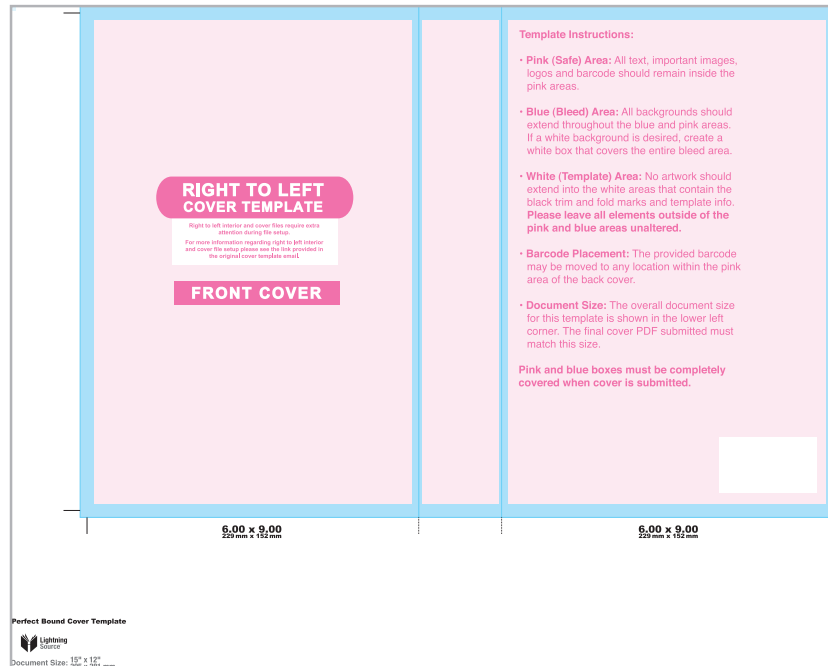 RIGHT TO LEFT
COVER TEMPLATE
Right to left interior and cover files require extra
attention during file setup.
For more information regarding right to left interior
and cover file setup please see the link provided in
the original cover template email.
FRONT COVER
Template Instructions:
• Pink (Safe) Area: All text, important images,
logos and barcode should remain inside the
pink areas.
• Blue (Bleed) Area: All backgrounds should
extend throughout the blue and pink areas.
If a white background is desired, create a
white box that covers the entire bleed area.
• White (Template) Area: No artwork should
extend into the white areas that contain the
black trim and fold marks and template info.
Please leave all elements outside of the
pink and blue areas unaltered.
• Barcode Placement: The provided barcode
may be moved to any location within the pink
area of the back cover.
• Document Size: The overall document size
for this template is shown in the lower left
corner. The final cover PDF submitted must
match this size.
Pink and blue boxes must be completely
covered when cover is submitted.
6.00 x 9.00
229 mm x 152 mm
6.00 x 9.00
229 mm x 152 mm
Perfect Bound Cover Template
Lightning
Source
Document Size: 15" x 12"